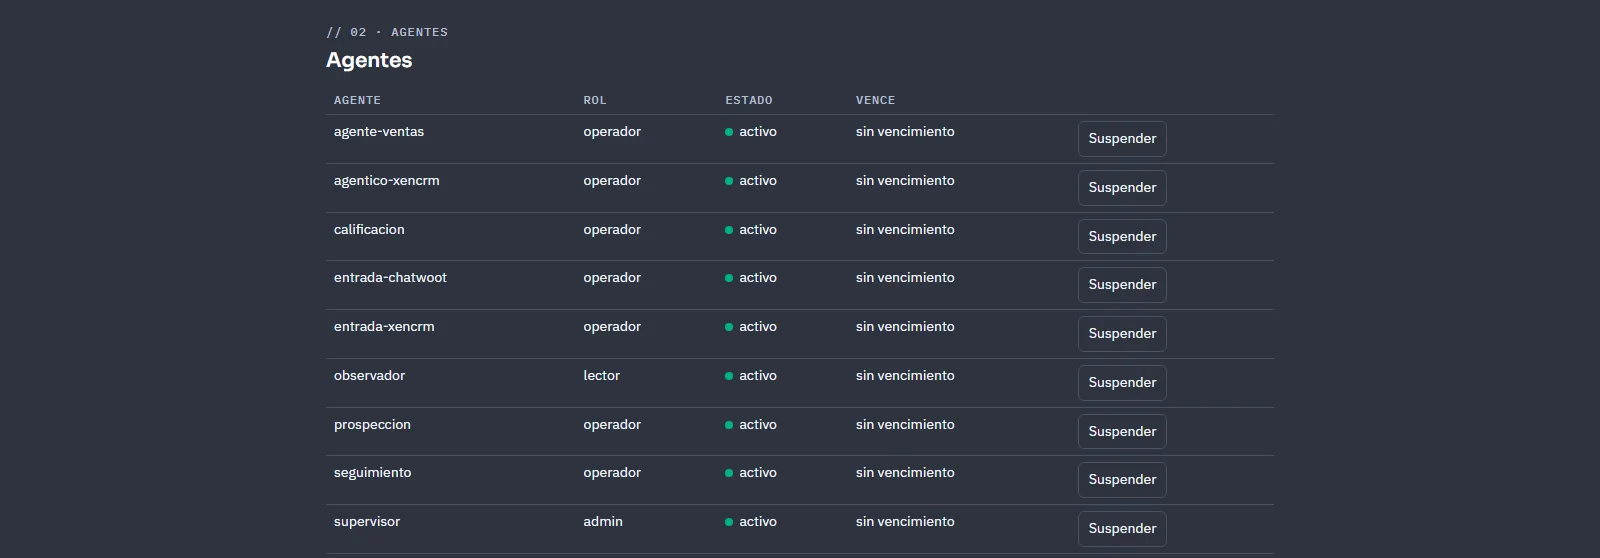 // 02 · AGENTES
Agentes
AGENTE ROL ESTADO VENCE
agente-ventas operador activo sin vencimiento Suspender
agentico-xencrm operador activo sin vencimiento Suspender
calificacion operador activo sin vencimiento Suspender
entrada-chatwoot operador activo sin vencimiento Suspender
entrada-xencrm operador activo sin vencimiento Suspender
observador lector activo sin vencimiento Suspender
prospeccion operador activo sin vencimiento Suspender
seguimiento operador activo sin vencimiento Suspender
supervisor admin activo sin vencimiento Suspender